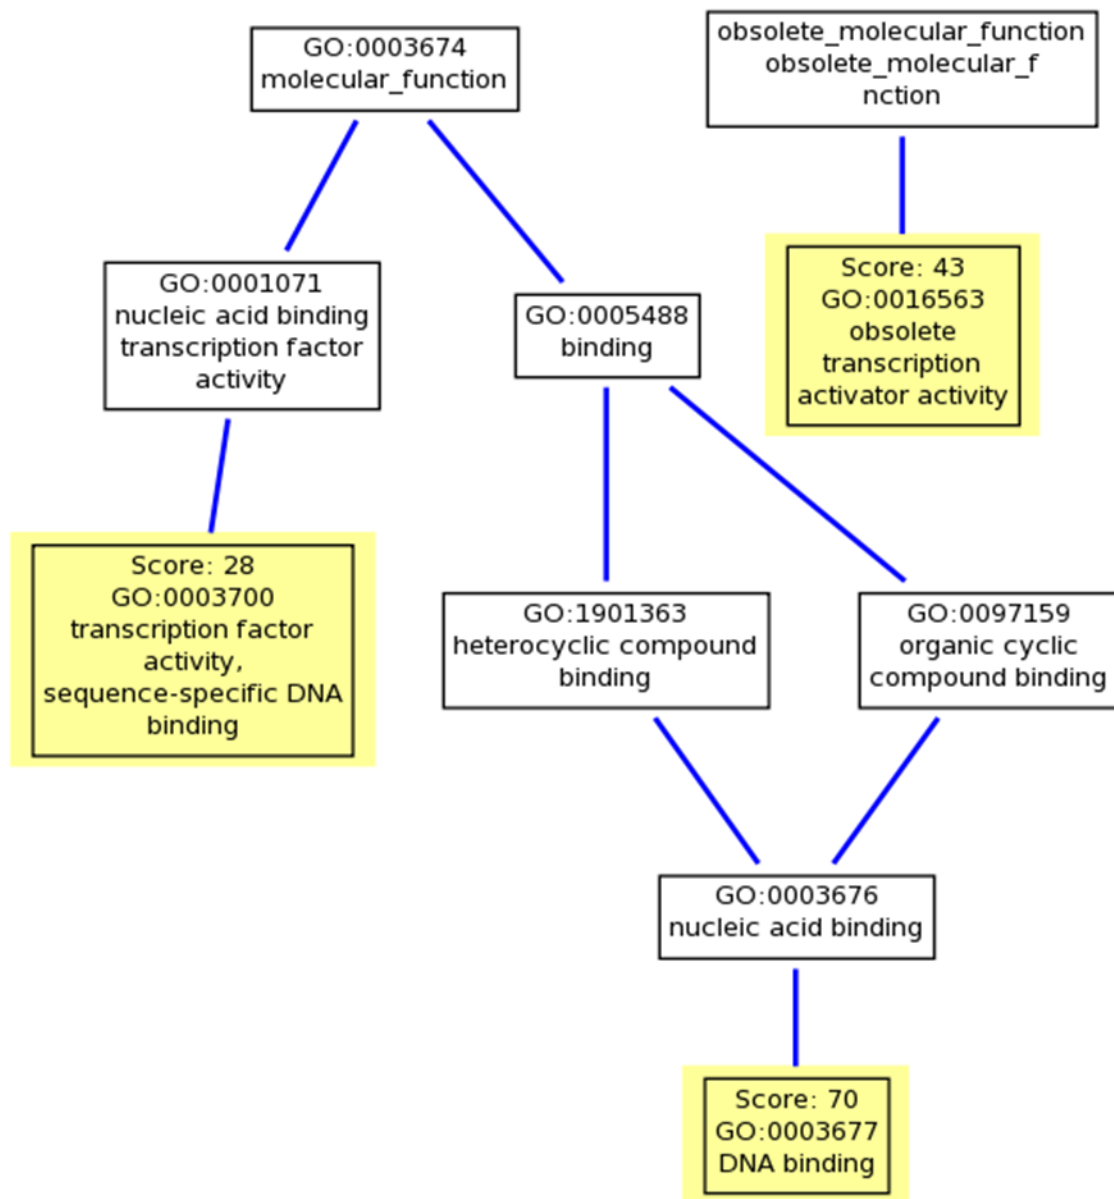 GO:0003674
molecular_function
obsolete_molecular_function
obsolete_molecular_f
nction
GO:0001071
nucleic acid binding
transcription factor
activity
GO:0005488
binding
Score: 43
GO:0016563
obsolete
transcription
activator activity
Score: 28
GO:0003700
transcription factor
activity,
sequence-specific DNA
binding
GO:1901363
heterocyclic compound
binding
GO:0097159
organic cyclic
compound binding
GO:0003676
nucleic acid binding
Score: 70
GO:0003677
DNA binding